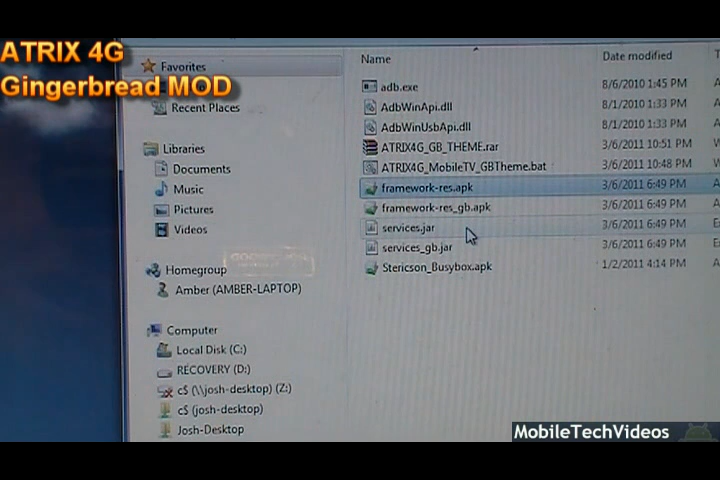 ATRIX 4G
Gingerbread MOD
Favorites
Recent Places
Libraries
Documents
Music
Pictures
Videos
Homegroup
Amber (AMBER-LAPTOP)
Computer
Local Disk (C:)
RECOVERY (D:)
c$ (\\josh-desktop) (Z:)
c$ (josh-desktop)
Josh-Desktop
Name Date modified
adb.exe 8/6/2010 1:45 PM
AdbWinApi.dll 8/1/2010 1:33 PM
AdbWinUsbApi.dll 8/1/2010 1:33 PM
ATRIX4G_GB_THEME.rar 3/6/2011 10:51 PM
ATRIX4G_MobileTV_GBTheme.bat 3/6/2011 10:48 PM
framework-res.apk 3/6/2011 6:49 PM
framework-res_gb.apk 3/6/2011 6:49 PM
services.jar 3/6/2011 6:49 PM
services_gb.jar 3/6/2011 6:49 PM
Stericson_Busybox.apk 1/2/2011 4:14 PM
MobileTechVideos